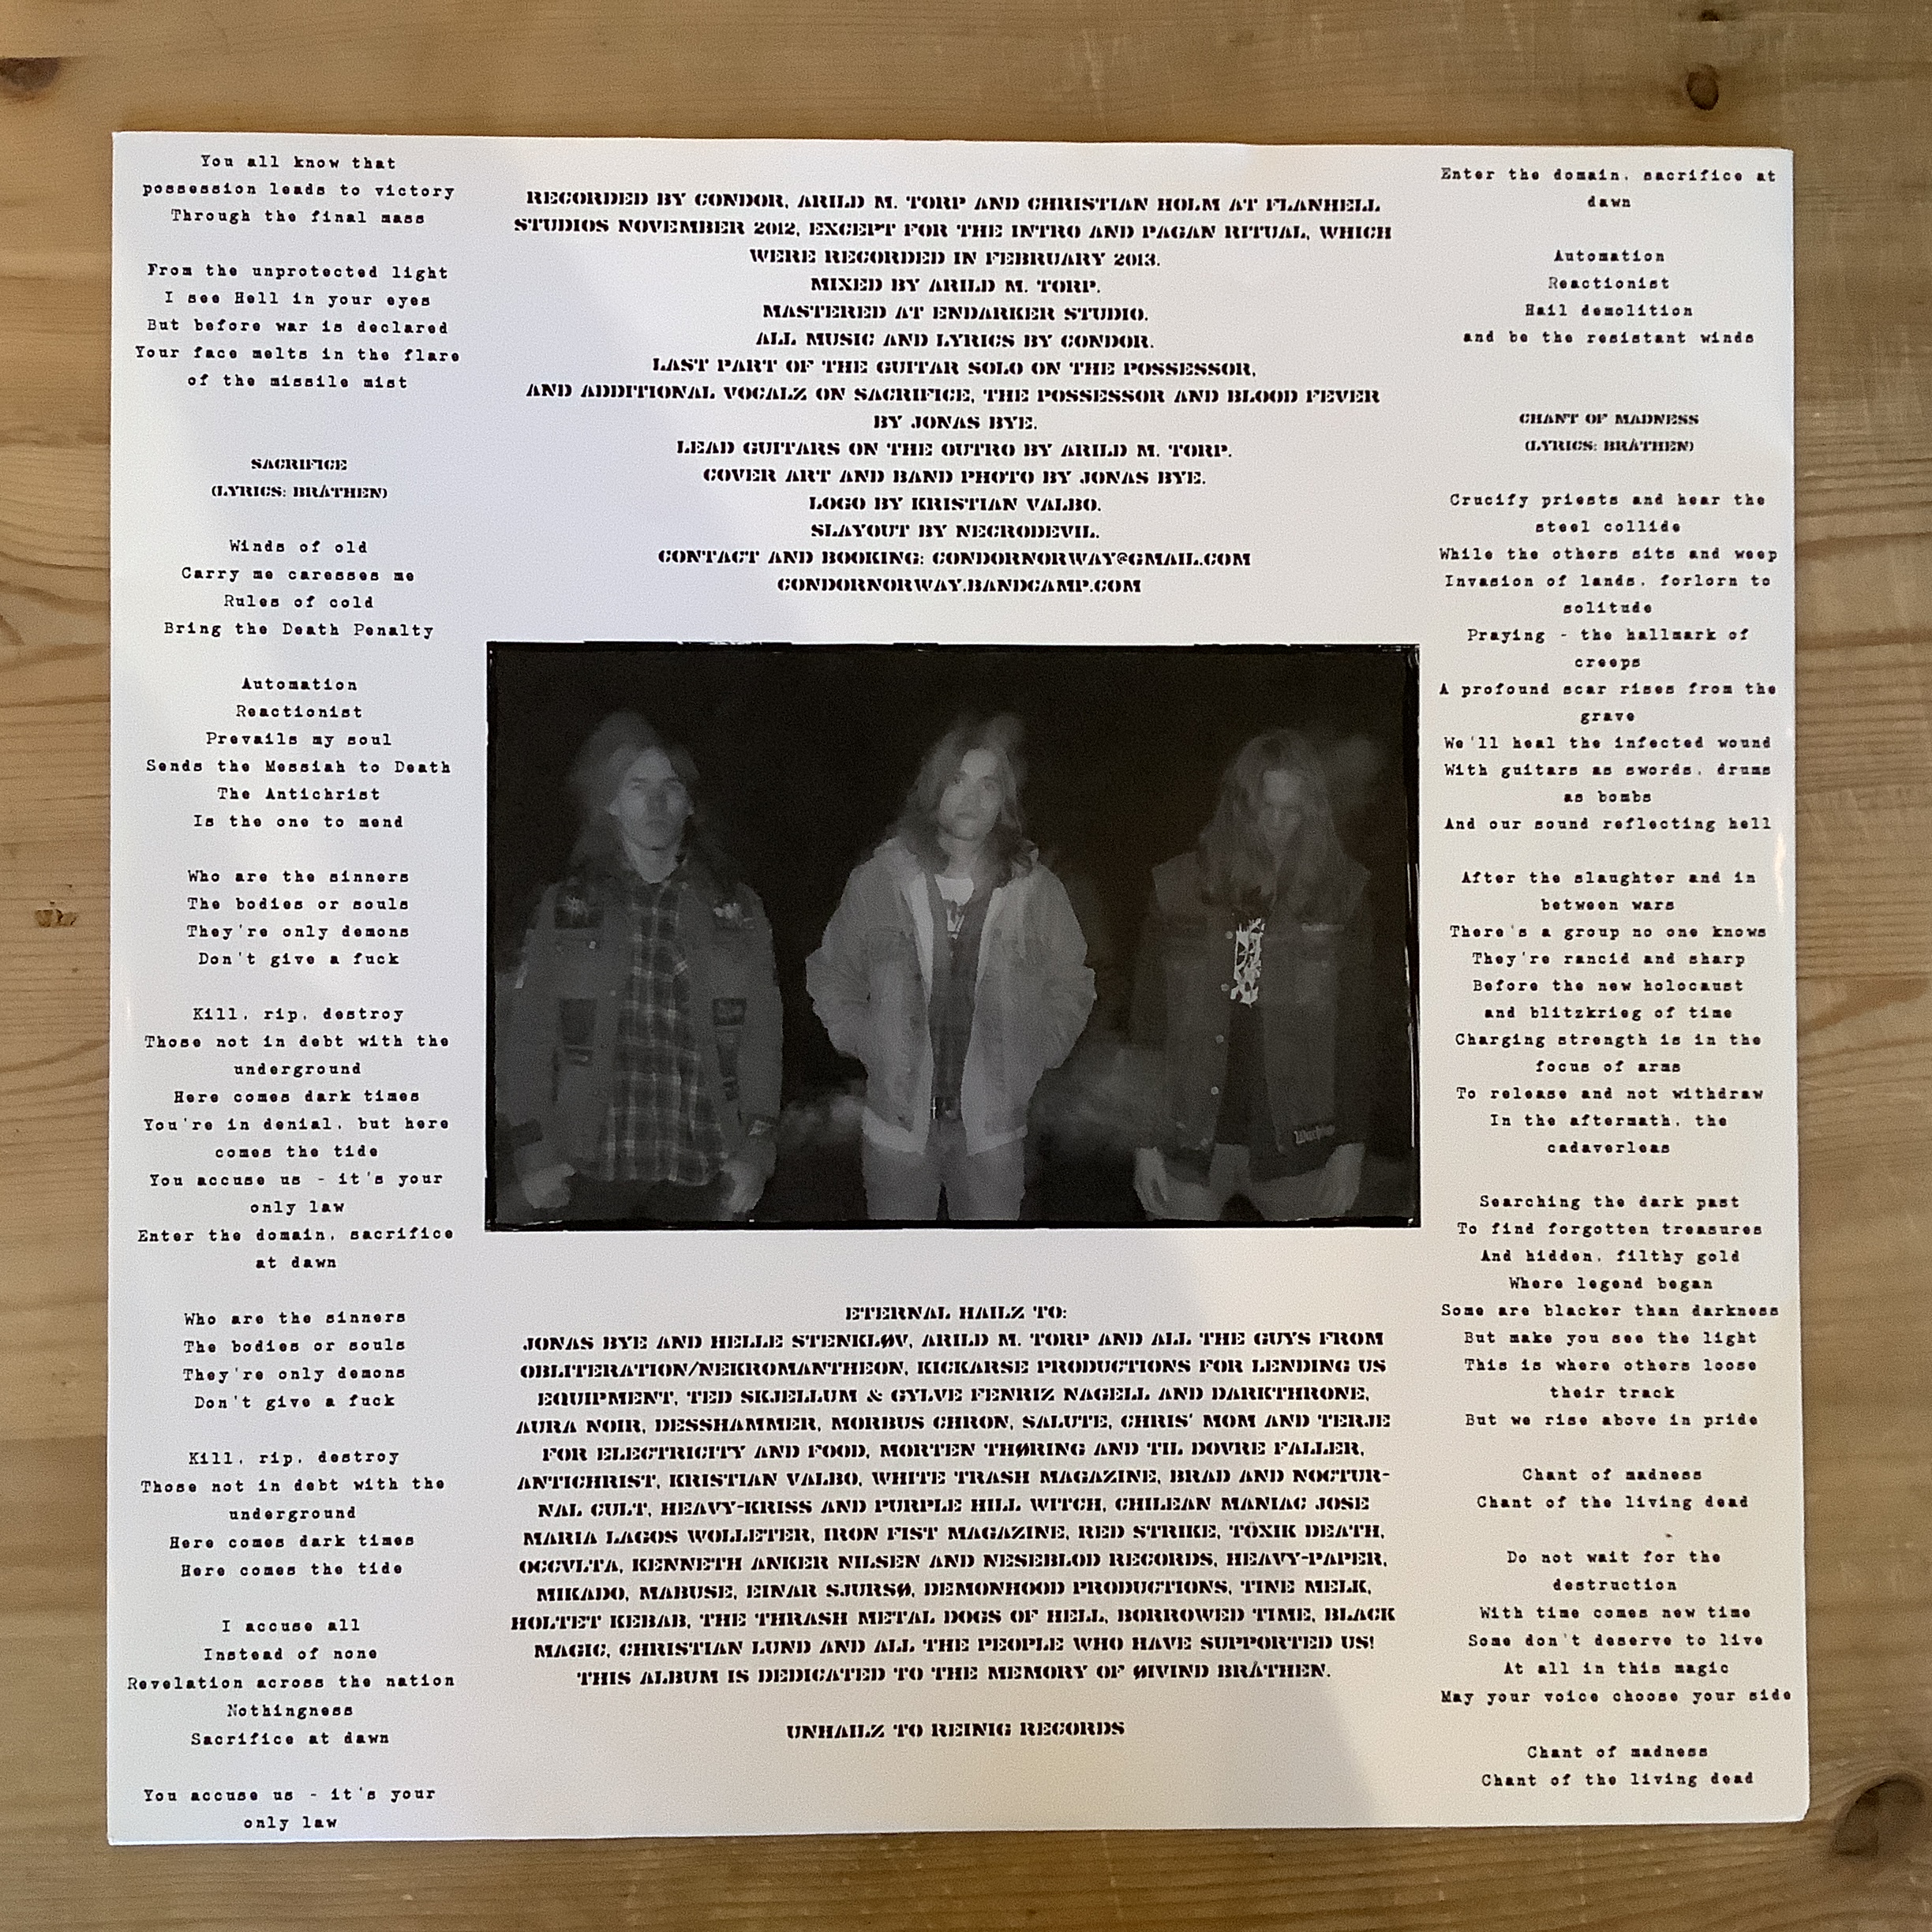 You all know that
possession leads to victory
Through the final mass
From the unprotected light
I see Hell in your eyes
But before war is declared
Your face melts in the flare
of the missile mist
SACRIFICE
(LYRICS: BRÅTHEN)
Winds of old
Carry me caresses me
Rules of cold
Bring the Death Penalty
Automation
Reactionist
Prevails my soul
Sends the Messiah to Death
The Antichrist
Is the one to mend
Who are the sinners
The bodies or souls
They're only demons
Don't give a fuck
Kill, rip, destroy
Those not in debt with the
underground
Here comes dark times
You're in denial, but here
comes the tide
You accuse us - it's your
only law
Enter the domain, sacrifice
at dawn
Who are the sinners
The bodies or souls
They're only demons
Don't give a fuck
Kill, rip, destroy
Those not in debt with the
underground
Here comes dark times
Here comes the tide
I accuse all
Instead of none
Revelation across the nation
Nothingness
Sacrifice at dawn
You accuse us - it's your
only law
RECORDED BY CONDOR, ARILD M. TORP AND CHRISTIAN HOLM AT FLANHELL
STUDIOS NOVEMBER 2012, EXCEPT FOR THE INTRO AND PAGAN RITUAL, WHICH
WERE RECORDED IN FEBRUARY 2013.
MIXED BY ARILD M. TORP.
MASTERED AT ENDARKER STUDIO.
ALL MUSIC AND LYRICS BY CONDOR.
LAST PART OF THE GUITAR SOLO ON THE POSSESSOR,
AND ADDITIONAL VOCALZ ON SACRIFICE, THE POSSESSOR AND BLOOD FEVER
BY JONAS BYE.
LEAD GUITARS ON THE OUTRO BY ARILD M. TORP.
COVER ART AND BAND PHOTO BY JONAS BYE.
LOGO BY KRISTIAN VALBO.
SLAYOUT BY NECRODEVIL.
CONTACT AND BOOKING: CONDORNORWAY@GMAIL.COM
CONDORNORWAY.BANDCAMP.COM
ETERNAL HAILZ TO:
JONAS BYE AND HELLE STENKLØV, ARILD M. TORP AND ALL THE GUYS FROM
OBLITERATION/NEKROMANTHEON, KICKARSE PRODUCTIONS FOR LENDING US
EQUIPMENT, TED SKJELLUM & GYLVE FENRIZ NAGELL AND DARKTHRONE,
AURA NOIR, DESSHAMMER, MORBUS CHRON, SALUTE, CHRIS' MOM AND TERJE
FOR ELECTRICITY AND FOOD, MORTEN THØRING AND TIL DOVRE FALLER,
ANTICHRIST, KRISTIAN VALBO, WHITE TRASH MAGAZINE, BRAD AND NOCTUR-
NAL CULT, HEAVY-KRISS AND PURPLE HILL WITCH, CHILEAN MANIAC JOSE
MARIA LAGOS WOLLETER, IRON FIST MAGAZINE, RED STRIKE, TÖXIK DEATH,
OCCVLTA, KENNETH ANKER NILSEN AND NESEBLOD RECORDS, HEAVY-PAPER,
MIKADO, MABUSE, EINAR SJURSØ, DEMONHOOD PRODUCTIONS, TINE MELK,
HOLTET KEBAB, THE THRASH METAL DOGS OF HELL, BORROWED TIME, BLACK
MAGIC, CHRISTIAN LUND AND ALL THE PEOPLE WHO HAVE SUPPORTED US!
THIS ALBUM IS DEDICATED TO THE MEMORY OF ØIVIND BRÅTHEN.
UNHAILZ TO REINIG RECORDS
Enter the domain, sacrifice at
dawn
Automation
Reactionist
Hail demolition
and be the resistant winds
CHANT OF MADNESS
(LYRICS: BRÅTHEN)
Crucify priests and hear the
steel collide
While the others sits and weep
Invasion of lands, forlorn to
solitude
Praying - the hallmark of
creeps
A profound scar rises from the
grave
We'll heal the infected wound
With guitars as swords, drums
as bombs
And our sound reflecting hell
After the slaughter and in
between wars
There's a group no one knows
They're rancid and sharp
Before the new holocaust
and blitzkrieg of time
Charging strength is in the
focus of arms
To release and not withdraw
In the aftermath, the
cadaverleas
Searching the dark past
To find forgotten treasures
And hidden, filthy gold
Where legend began
Some are blacker than darkness
But make you see the light
This is where others loose
their track
But we rise above in pride
Chant of madness
Chant of the living dead
Do not wait for the
destruction
With time comes new time
Some don't deserve to live
At all in this magic
May your voice choose your side
Chant of madness
Chant of the living dead